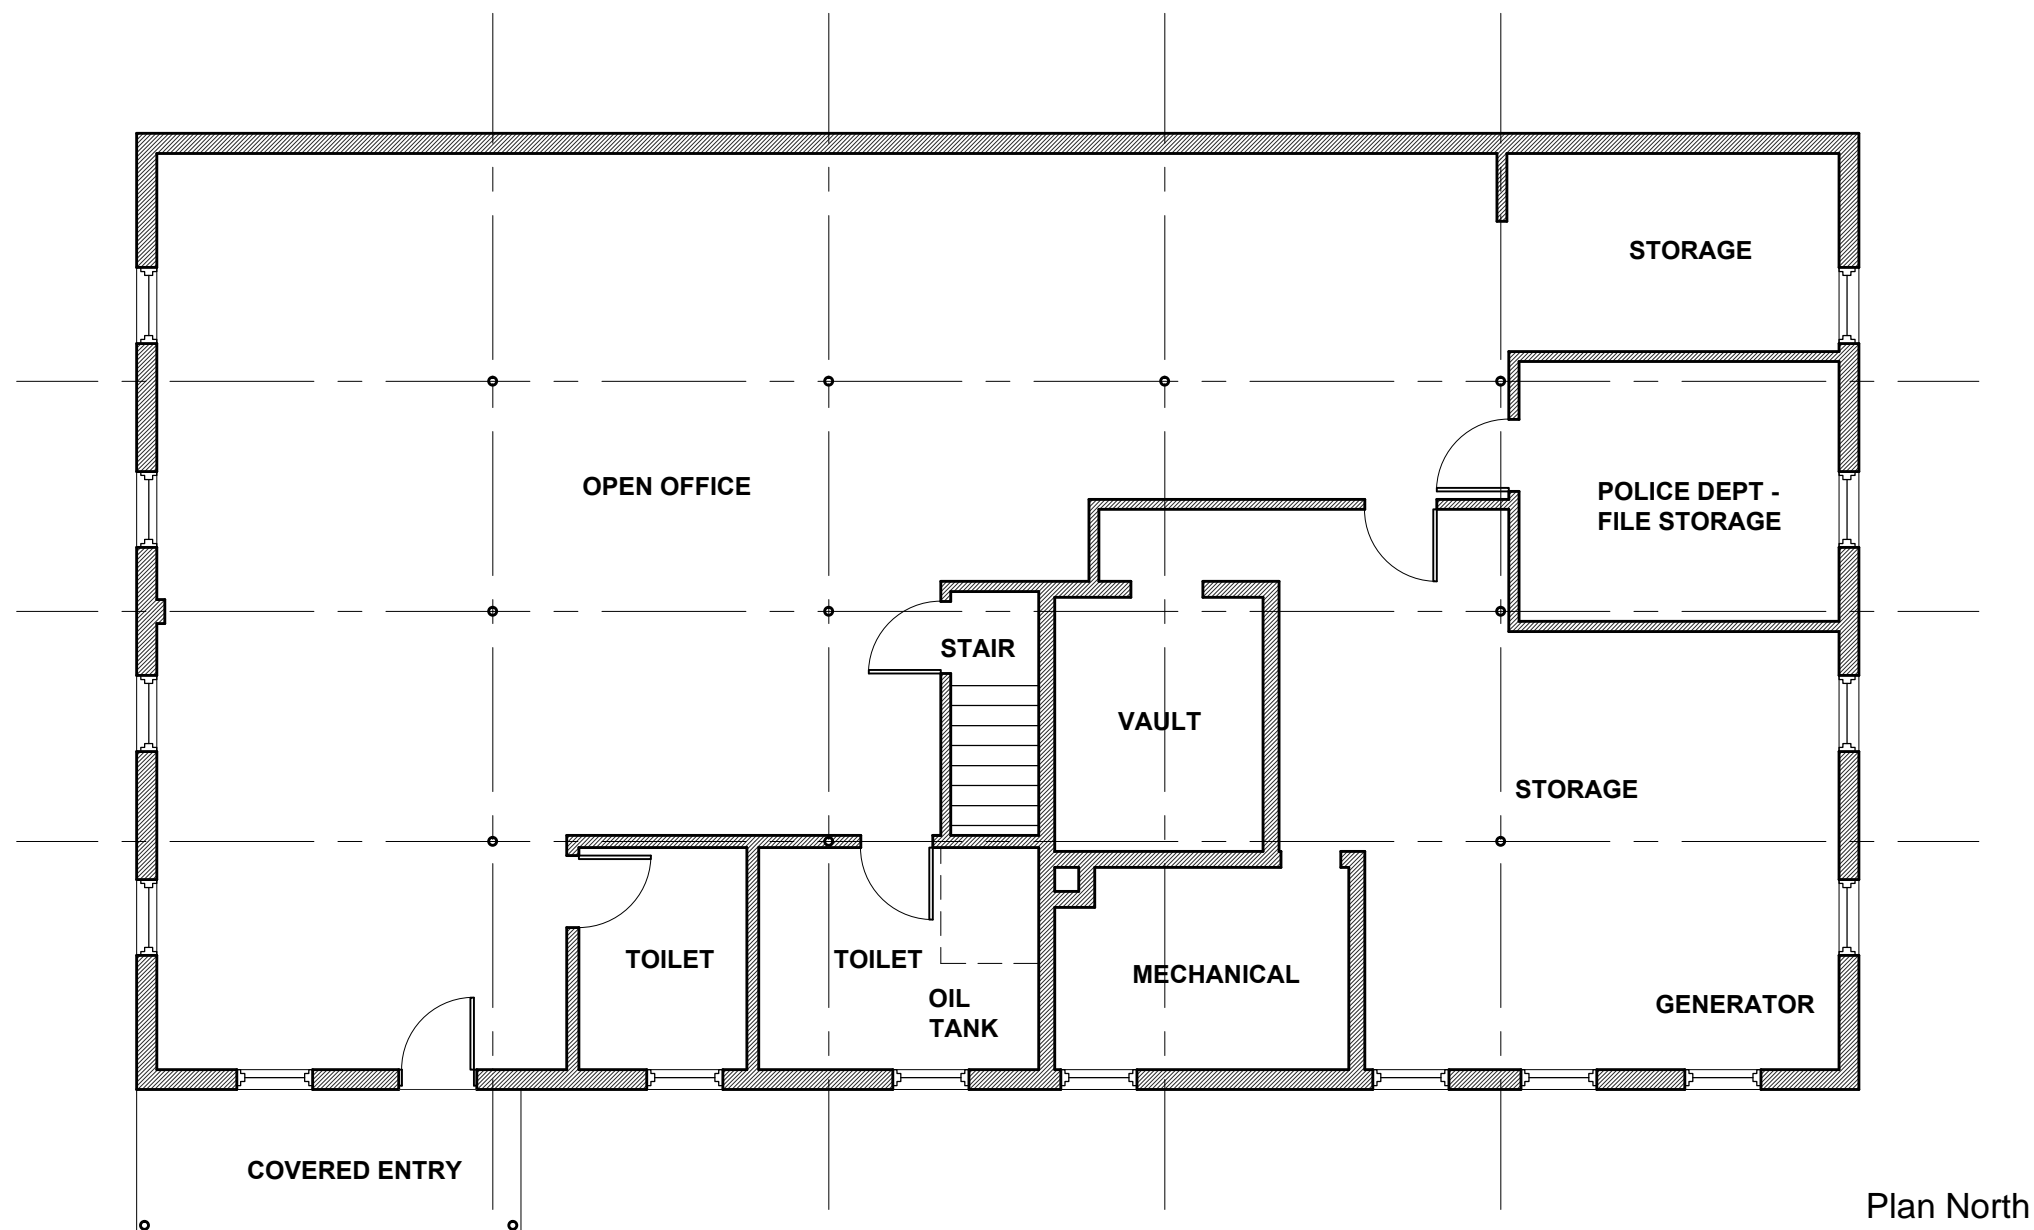 STORAGE
OPEN OFFICE
POLICE DEPT -
FILE STORAGE
STAIR
VAULT
STORAGE
TOILET
TOILET
OIL
TANK
MECHANICAL
GENERATOR
COVERED ENTRY
Plan North